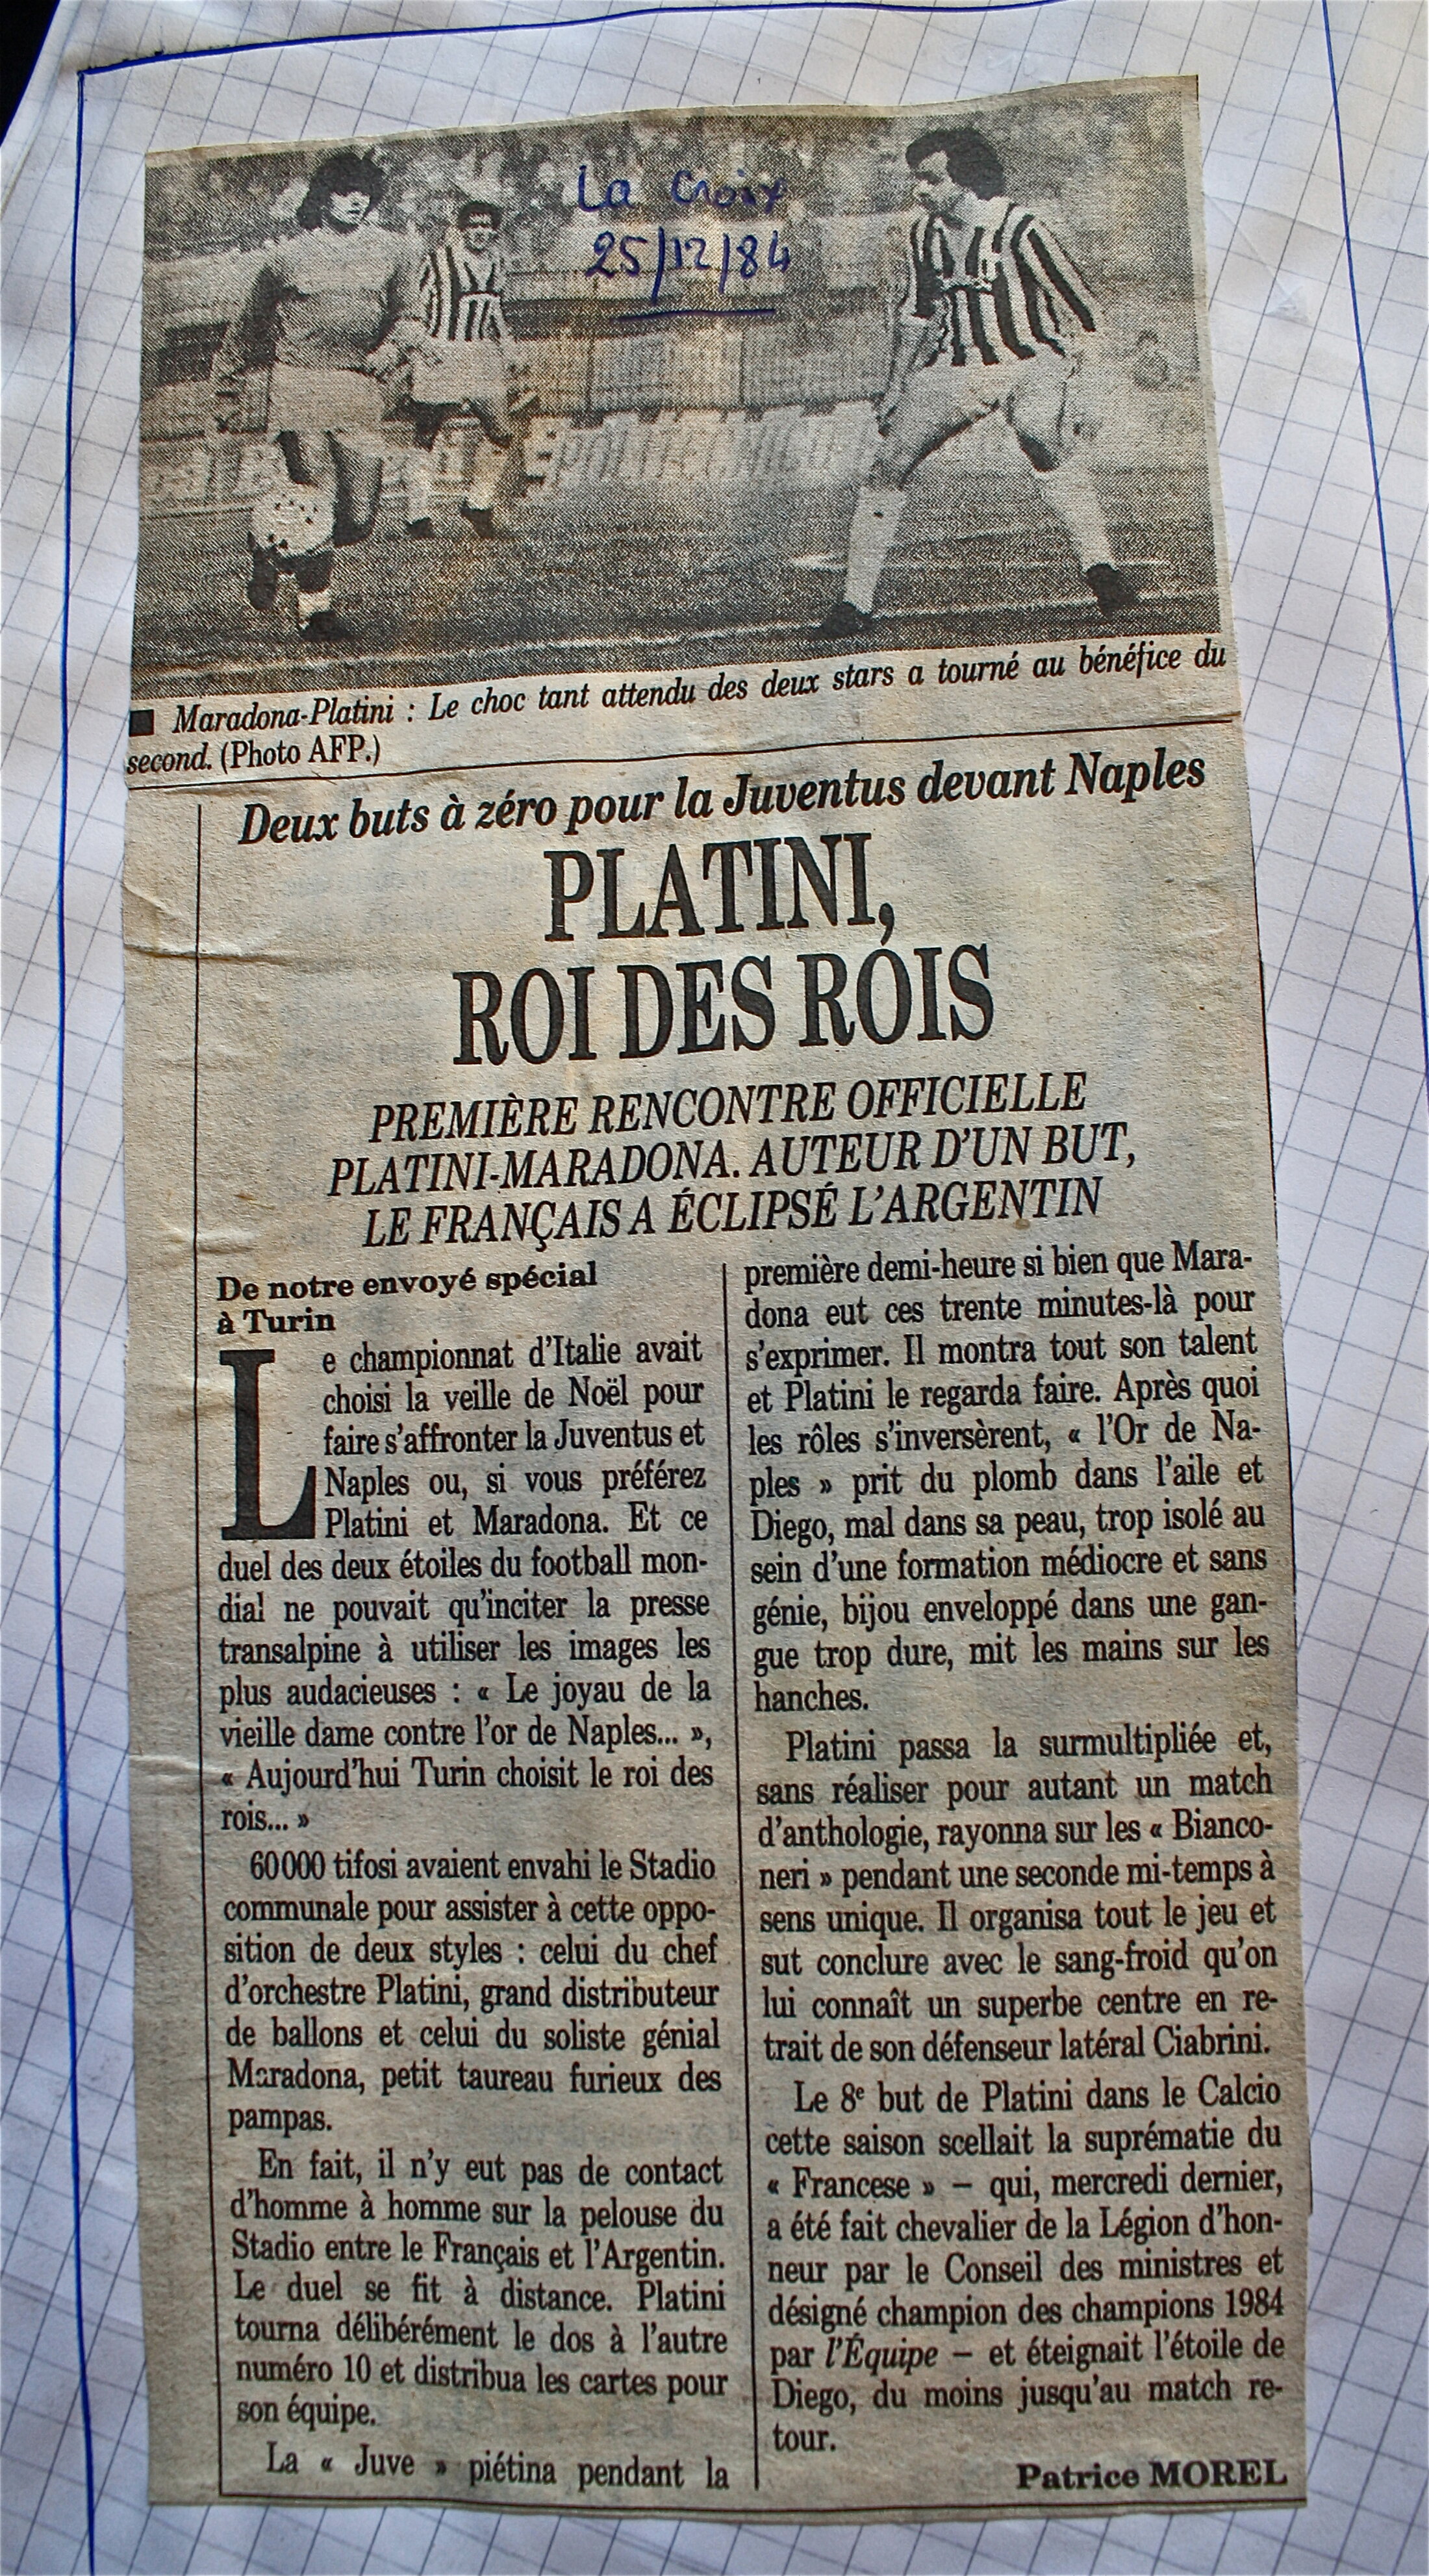 La Croix
25/12/84
■ Maradona-Platini : Le choc tant attendu des deux stars a tourné au bénéfice du
second. (Photo AFP.)
Deux buts à zéro pour la Juventus devant Naples
PLATINI,
ROI DES ROIS
PREMIÈRE RENCONTRE OFFICIELLE
PLATINI-MARADONA. AUTEUR D'UN BUT,
LE FRANÇAIS A ÉCLIPSÉ L'ARGENTIN
De notre envoyé spécial
à Turin
Le championnat d'Italie avait
choisi la veille de Noël pour
faire s'affronter la Juventus et
Naples ou, si vous préférez
Platini et Maradona. Et ce
duel des deux étoiles du football mon-
dial ne pouvait qu'inciter la presse
transalpine à utiliser les images les
plus audacieuses : « Le joyau de la
vieille dame contre l'or de Naples... »,
« Aujourd'hui Turin choisit le roi des
rois... »
60 000 tifosi avaient envahi le Stadio
communale pour assister à cette oppo-
sition de deux styles : celui du chef
d'orchestre Platini, grand distributeur
de ballons et celui du soliste génial
Maradona, petit taureau furieux des
pampas.
En fait, il n'y eut pas de contact
d'homme à homme sur la pelouse du
Stadio entre le Français et l'Argentin.
Le duel se fit à distance. Platini
tourna délibérément le dos à l'autre
numéro 10 et distribua les cartes pour
son équipe.
La « Juve » piétina pendant la
première demi-heure si bien que Mara-
dona eut ces trente minutes-là pour
s'exprimer. Il montra tout son talent
et Platini le regarda faire. Après quoi
les rôles s'inversèrent, « l'Or de Na-
ples » prit du plomb dans l'aile et
Diego, mal dans sa peau, trop isolé au
sein d'une formation médiocre et sans
génie, bijou enveloppé dans une gan-
gue trop dure, mit les mains sur les
hanches.
Platini passa la surmultipliée et,
sans réaliser pour autant un match
d'anthologie, rayonna sur les « Bianco-
neri » pendant une seconde mi-temps à
sens unique. Il organisa tout le jeu et
sut conclure avec le sang-froid qu'on
lui connaît un superbe centre en re-
trait de son défenseur latéral Ciabrini.
Le 8e but de Platini dans le Calcio
cette saison scellait la suprématie du
« Francese » – qui, mercredi dernier,
a été fait chevalier de la Légion d'hon-
neur par le Conseil des ministres et
désigné champion des champions 1984
par l'Équipe – et éteignait l'étoile de
Diego, du moins jusqu'au match re-
tour.
Patrice MOREL